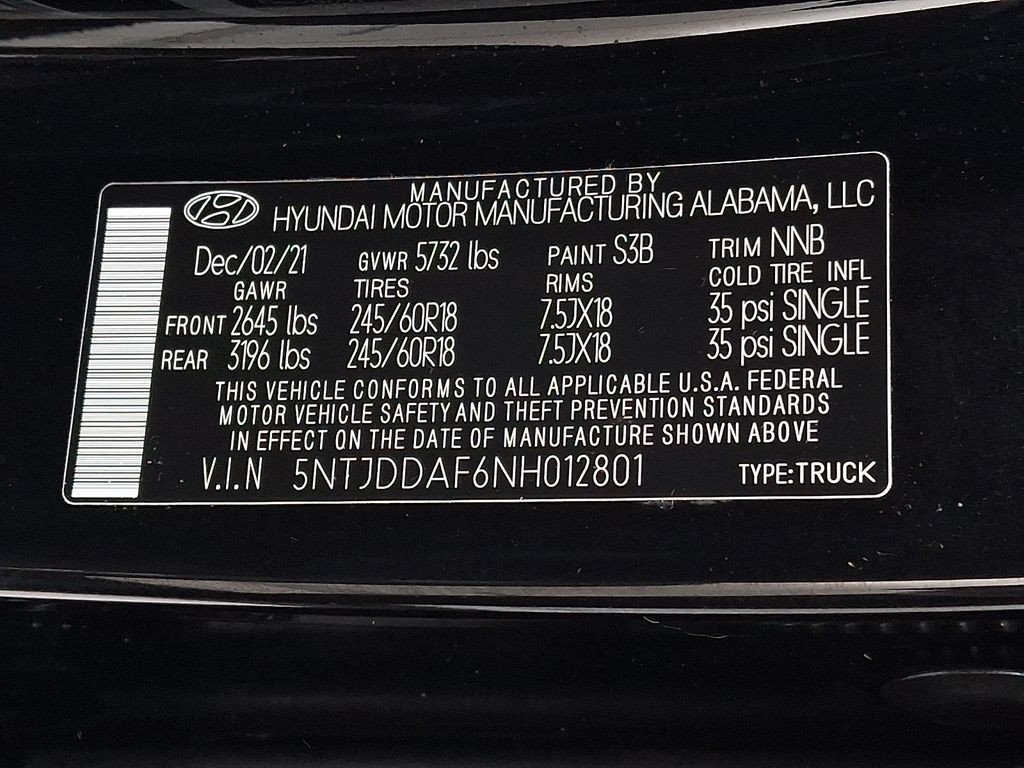 MANUFACTURED BY
HYUNDAI MOTOR MANUFACTURING ALABAMA, LLC
Dec/02/21 GVWR 5732 lbs PAINT S3B TRIM NNB
GAWR TIRES RIMS COLD TIRE INFL
FRONT 2645 lbs 245/60R18 7.5JX18 35 psi SINGLE
REAR 3196 lbs 245/60R18 7.5JX18 35 psi SINGLE
THIS VEHICLE CONFORMS TO ALL APPLICABLE U.S.A. FEDERAL
MOTOR VEHICLE SAFETY AND THEFT PREVENTION STANDARDS
IN EFFECT ON THE DATE OF MANUFACTURE SHOWN ABOVE
V.I.N 5NTJDDAF6NH012801 TYPE:TRUCK